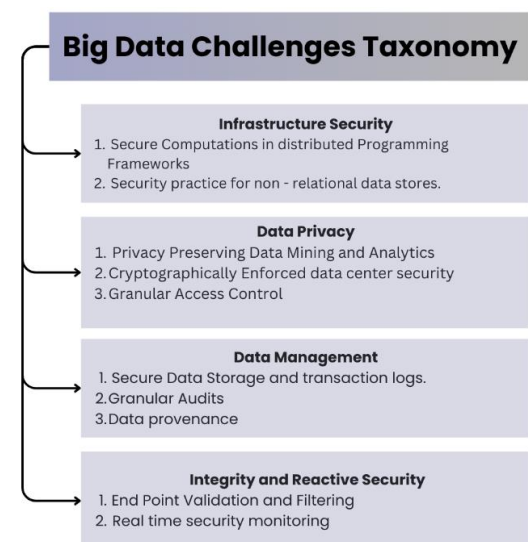 Big Data Challenges Taxonomy
Infrastructure Security
1. Secure Computations in distributed Programming
Frameworks
2. Security practice for non - relational data stores.
Data Privacy
1. Privacy Preserving Data Mining and Analytics
2.Cryptographically Enforced data center security
3.Granular Access Control
Data Management
1. Secure Data Storage and transaction logs.
2.Granular Audits
3.Data provenance
Integrity and Reactive Security
1. End Point Validation and Filtering
2. Real time security monitoring